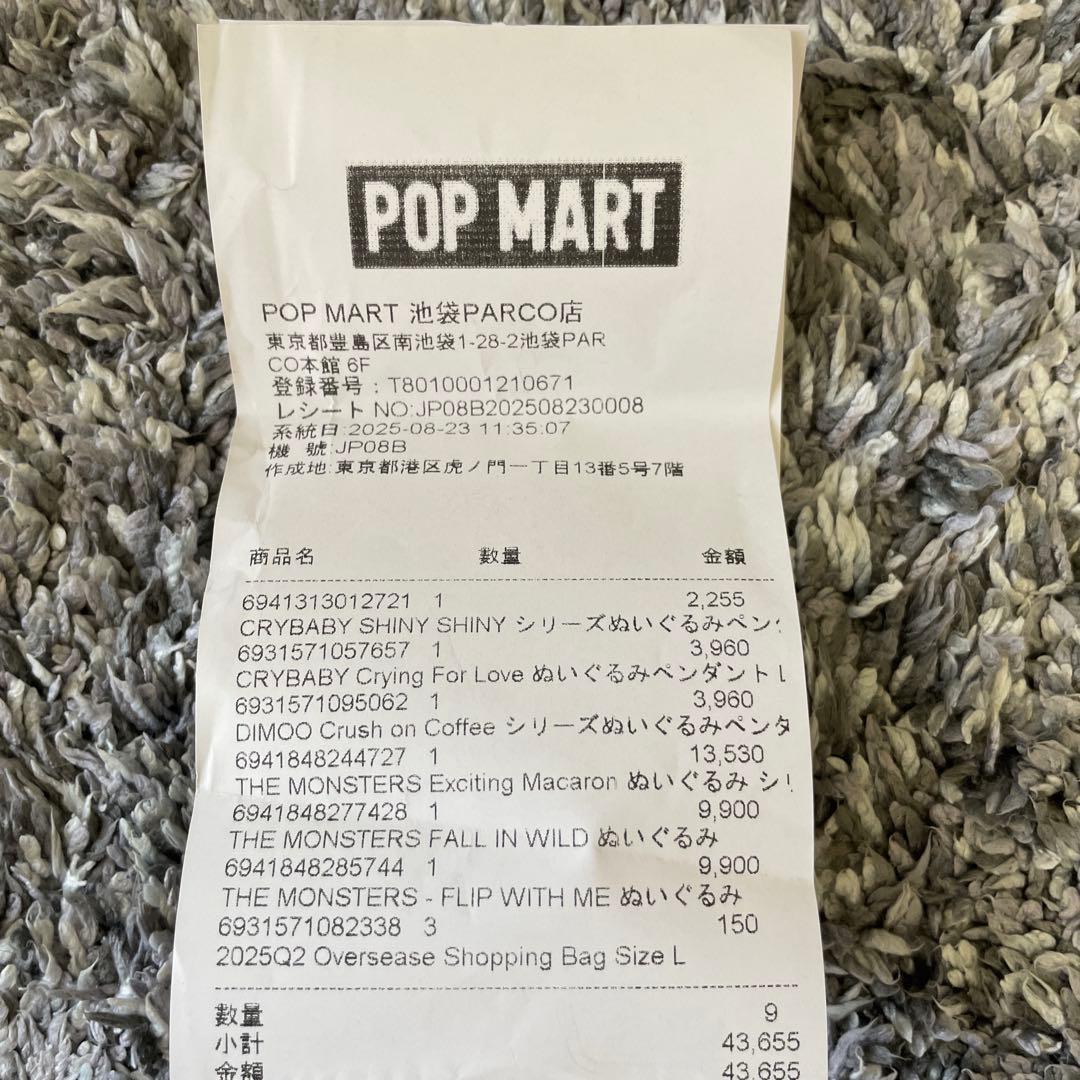 POP MART
POP MART 池袋PARCO店
東京都豊島区南池袋1-28-2池袋PAR
CO本館 6F
登録番号：T8010001210671
レシート NO:JP08B202508230008
系統日:2025-08-23 11:35:07
機 號:JP08B
作成地:東京都港区虎ノ門一丁目13番5号7階
商品名 數量 金額
6941313012721 1 2,255
CRYBABY SHINY SHINY シリーズぬいぐるみペン
6931571057657 1 3,960
CRYBABY Crying For Love ぬいぐるみペンダント
6931571095062 1 3,960
DIMOO Crush on Coffee シリーズぬいぐるみペンタ
6941848244727 1 13,530
THE MONSTERS Exciting Macaron ぬいぐるみ シ
6941848277428 1 9,900
THE MONSTERS FALL IN WILD ぬいぐるみ
6941848285744 1 9,900
THE MONSTERS - FLIP WITH ME ぬいぐるみ
6931571082338 3 150
2025Q2 Oversease Shopping Bag Size L
數量 9
小計 43,655
金額 43,655